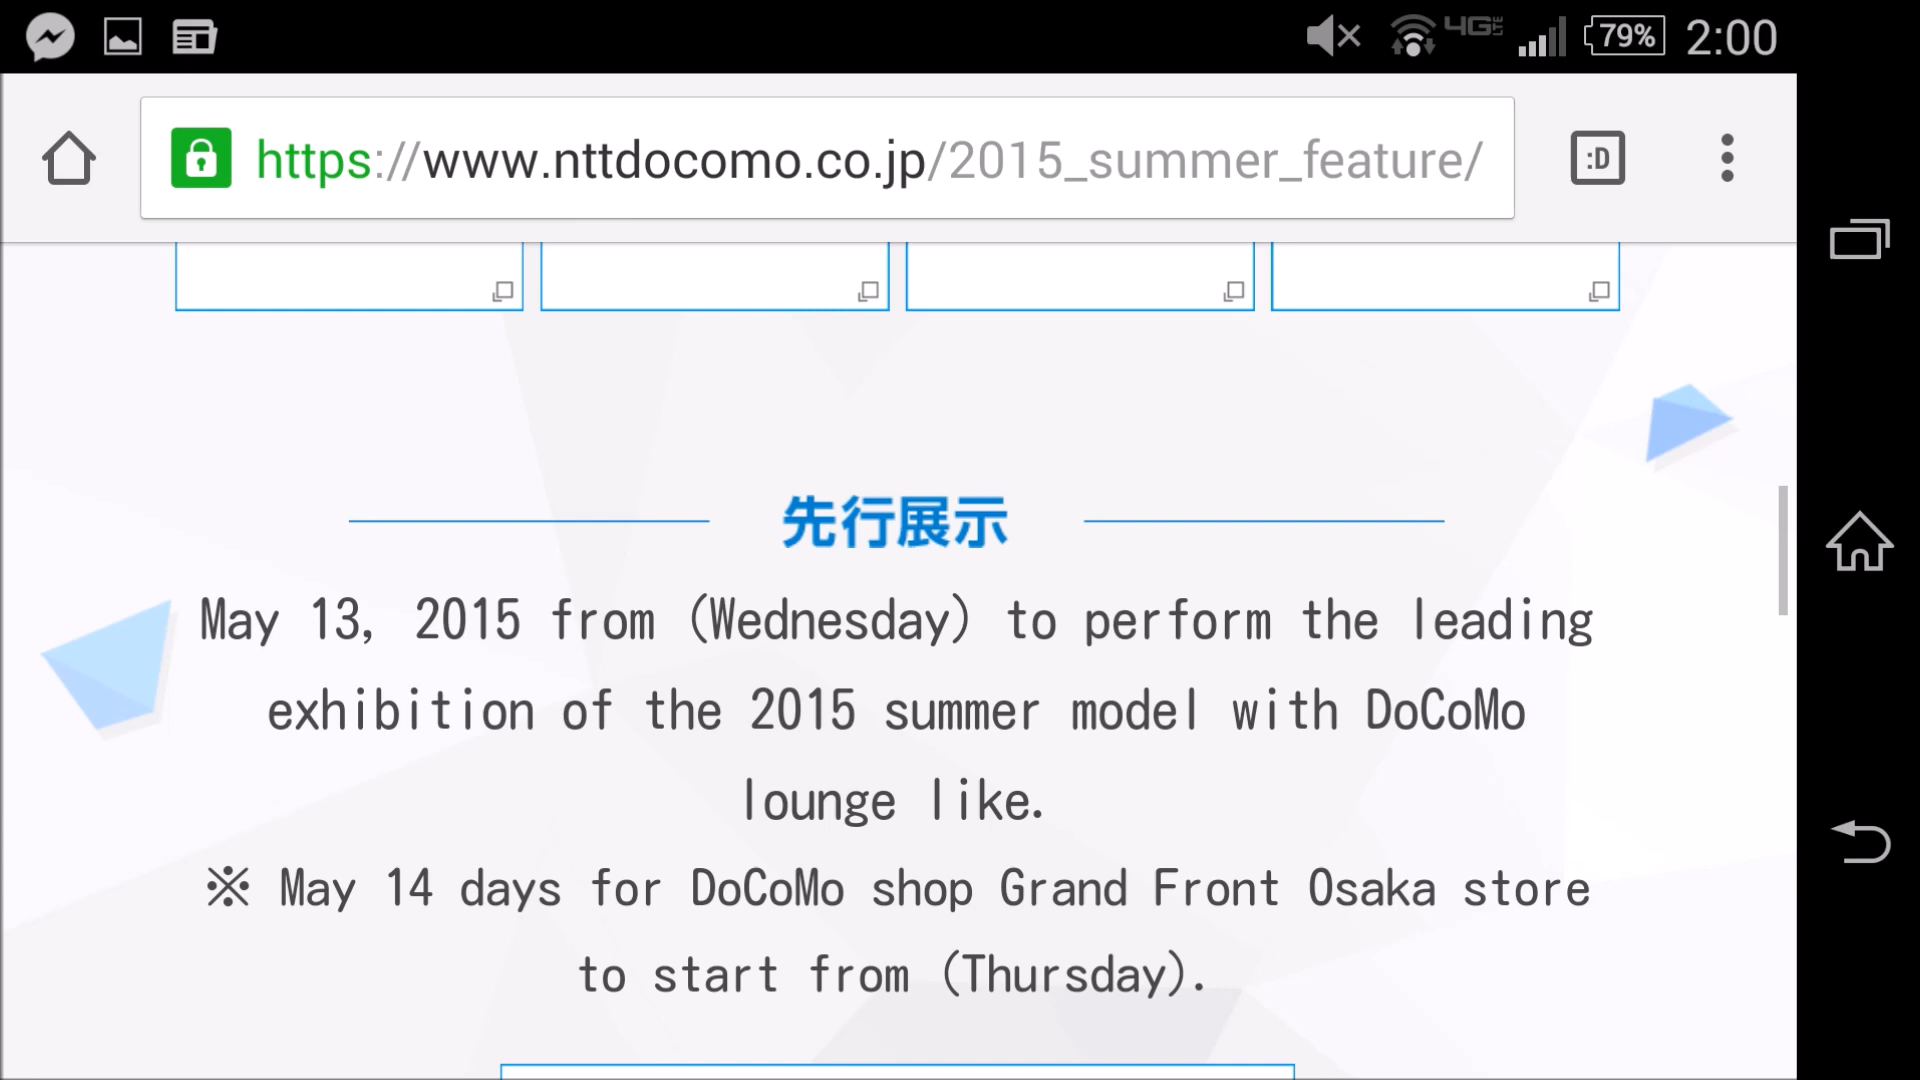 4G LTE 79% 2:00
https://www.nttdocomo.co.jp/2015_summer_feature/ :D
先行展示
May 13, 2015 from (Wednesday) to perform the leading
exhibition of the 2015 summer model with DoCoMo
lounge like.
※ May 14 days for DoCoMo shop Grand Front Osaka store
to start from (Thursday).